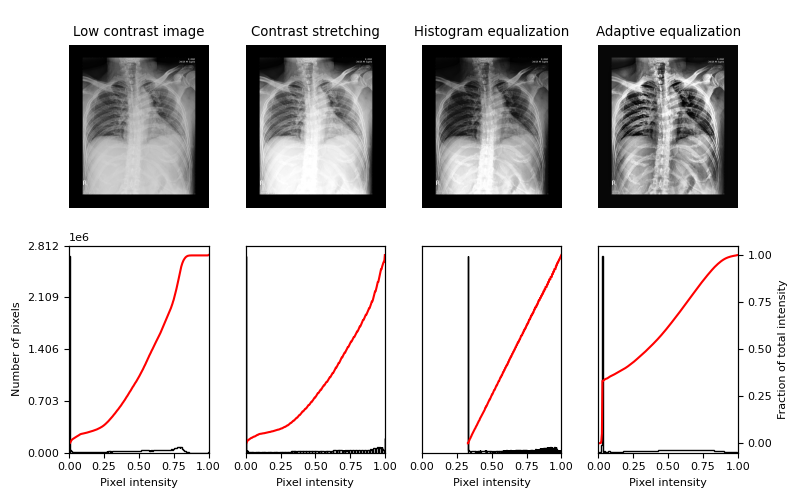 Low contrast image
Contrast stretching
Histogram equalization
Adaptive equalization
1e6
2.812
2.109
1.406
0.703
0.000
Number of pixels
0.00 0.25 0.50 0.75 1.00
Pixel intensity
0.00 0.25 0.50 0.75 1.00
Pixel intensity
0.00 0.25 0.50 0.75 1.00
Pixel intensity
0.00 0.25 0.50 0.75 1.00
Pixel intensity
1.00
0.75
0.50
0.25
0.00
Fraction of total intensity